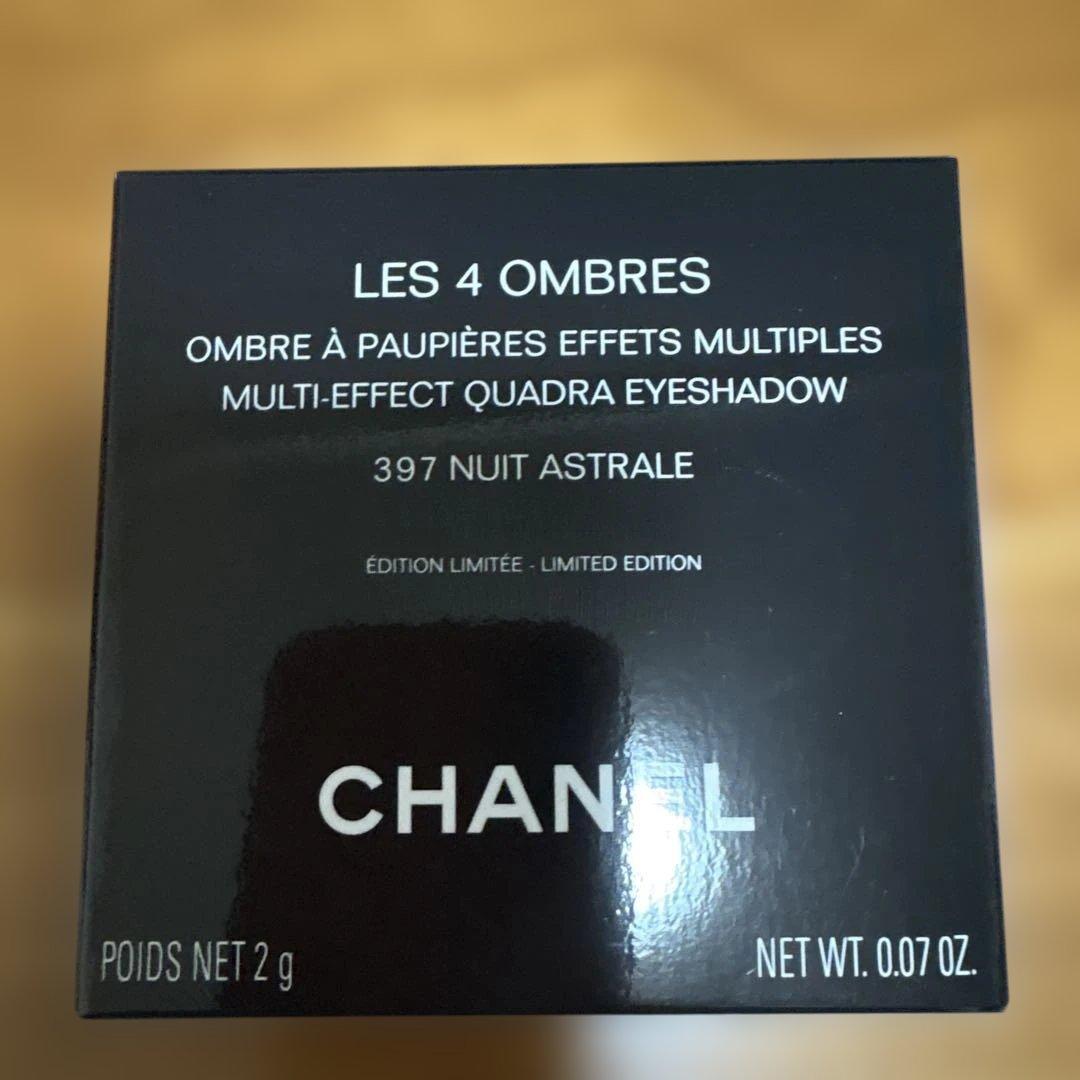 LES 4 OMBRES
OMBRE À PAUPIÈRES EFFETS MULTIPLES
MULTI-EFFECT QUADRA EYESHADOW
397 NUIT ASTRALE
ÉDITION LIMITÉE - LIMITED EDITION
CHANEL
POIDS NET 2 g
NET WT. 0.07 OZ.